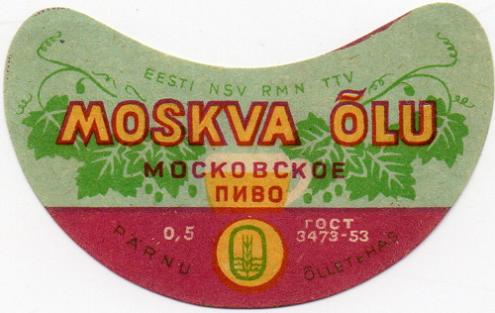 EESTI NSV RMN TTV
MOSKVA ÕLU
МОСКОВСКОЕ
ПИВО
0,5
ГОСТ
3473-53
PÄRNU ÕLLETEHAS